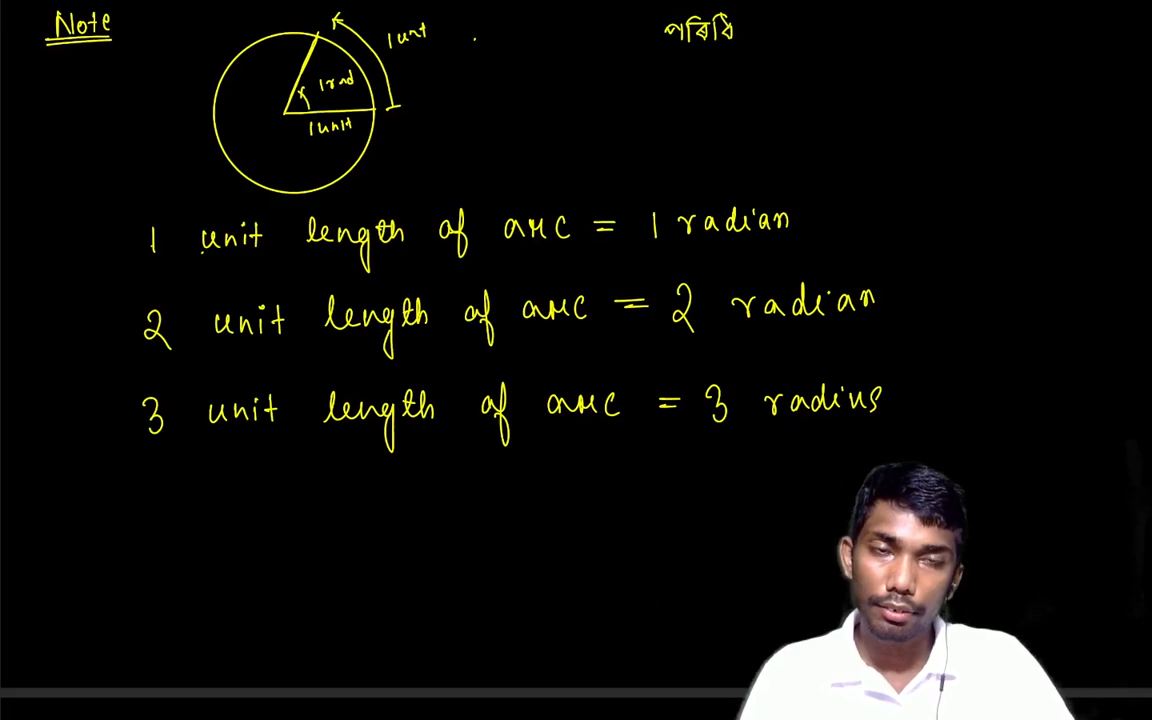 Note
1 unt
পৰিধি
1 rad
1 unit
1 unit length of arc = 1 radian
2 unit length of arc = 2 radian
3 unit length of arc = 3 radius